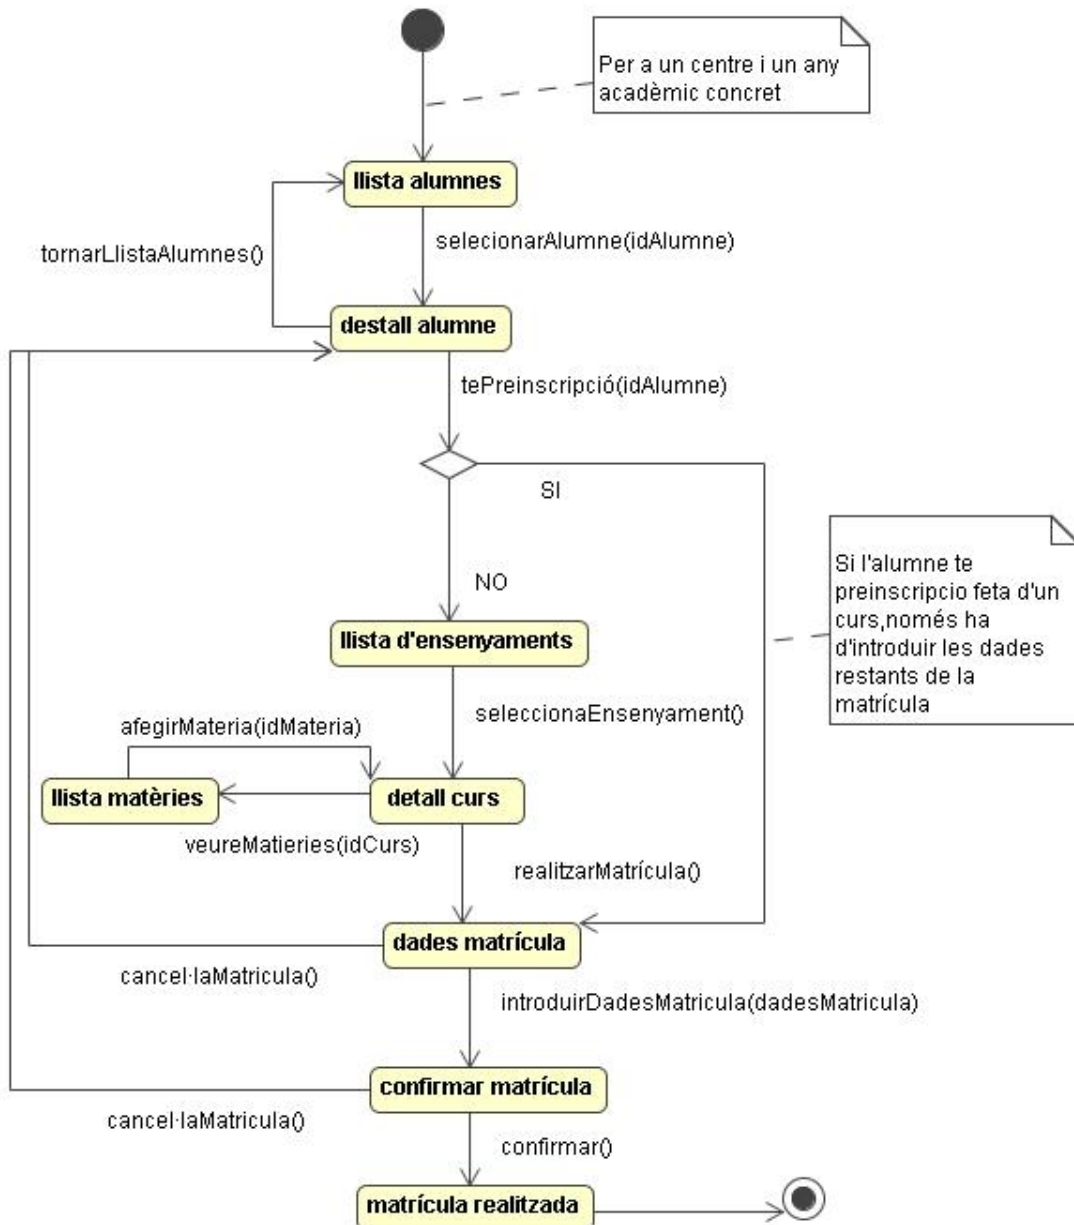 Per a un centre i un any
acadèmic concret
llista alumnes
selecionarAlumne(idAlumne)
tornarLlistaAlumnes()
destall alumne
tePreinscripció(idAlumne)
SI
NO
Si l'alumne te
preinscripcio feta d'un
curs,només ha
d'introduir les dades
restants de la
matrícula
llista d'ensenyaments
seleccionaEnsenyament()
afegirMateria(idMateria)
llista matèries
detall curs
veureMatieries(idCurs)
realitzarMatrícula()
dades matrícula
cancel·laMatricula()
introduirDadesMatricula(dadesMatricula)
confirmar matrícula
cancel·laMatricula()
confirmar()
matrícula realitzada